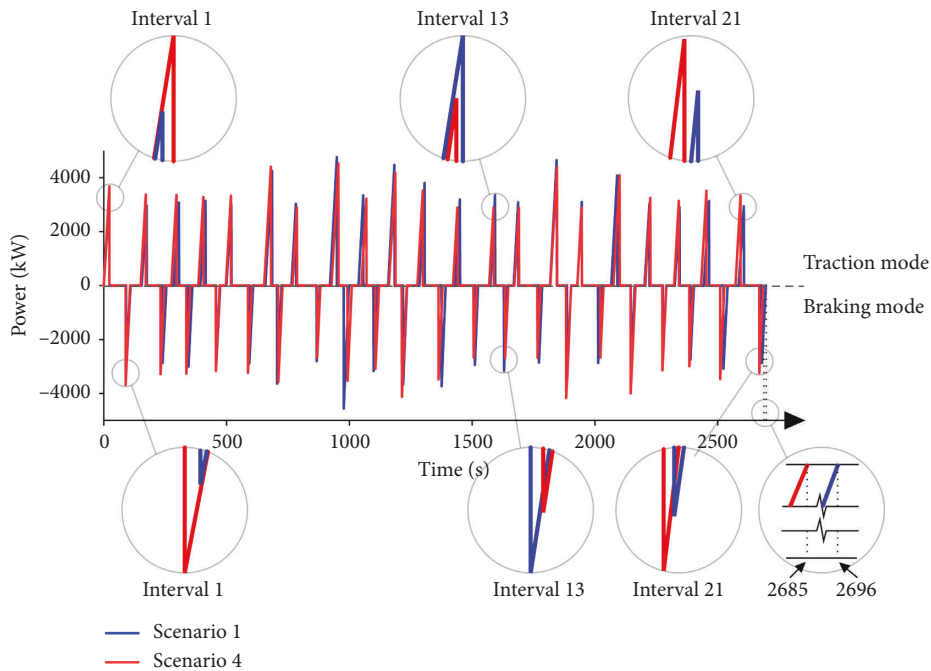 Interval 1
Interval 13
Interval 21
4000
2000
0
−2000
−4000
Power (kW)
Traction mode
Braking mode
0
500
1000
1500
2000
2500
Time (s)
Interval 1
Interval 13
Interval 21
2685
2696
Scenario 1
Scenario 4